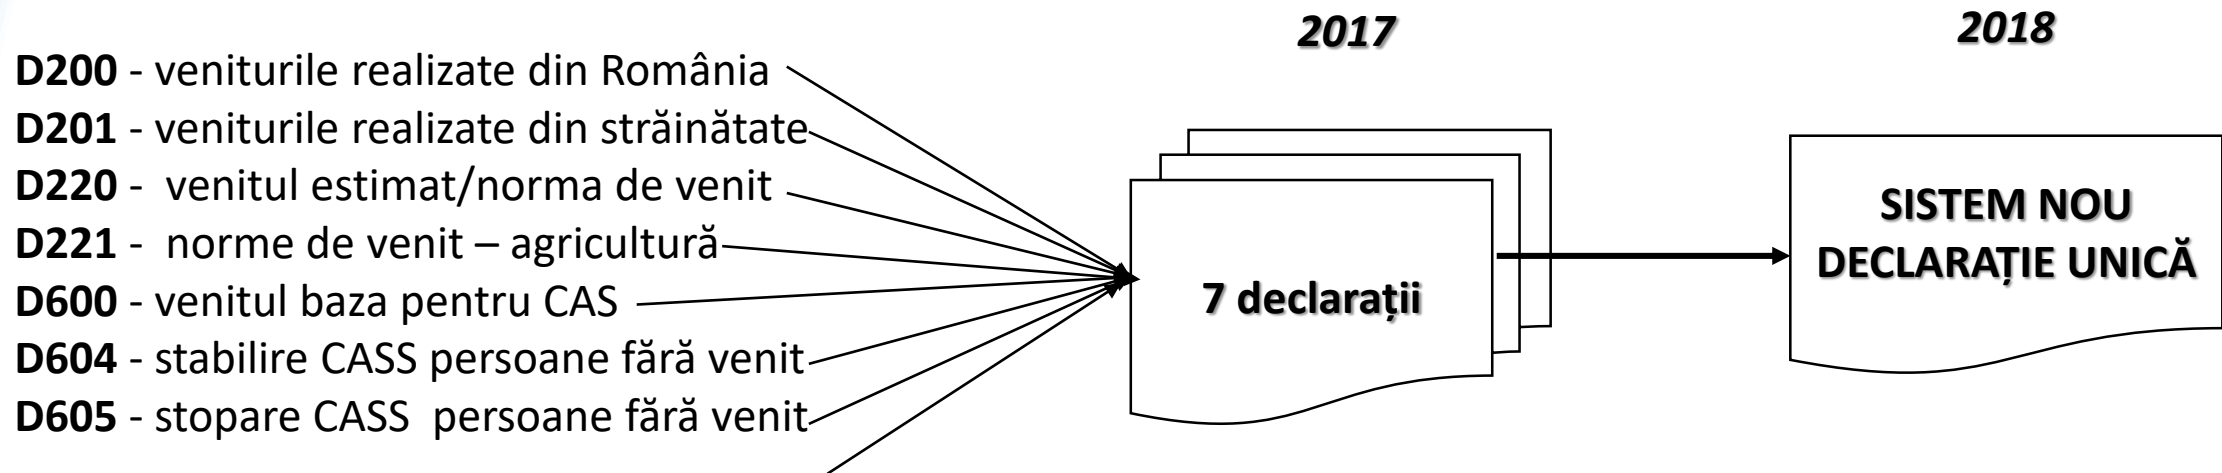 2017
2018
D200 - veniturile realizate din România
D201 - veniturile realizate din străinătate
D220 - venitul estimat/norma de venit
D221 - norme de venit – agricultură
D600 - venitul baza pentru CAS
D604 - stabilire CASS persoane fără venit
D605 - stopare CASS persoane fără venit
7 declarații
SISTEM NOU
DECLARAȚIE UNICĂ